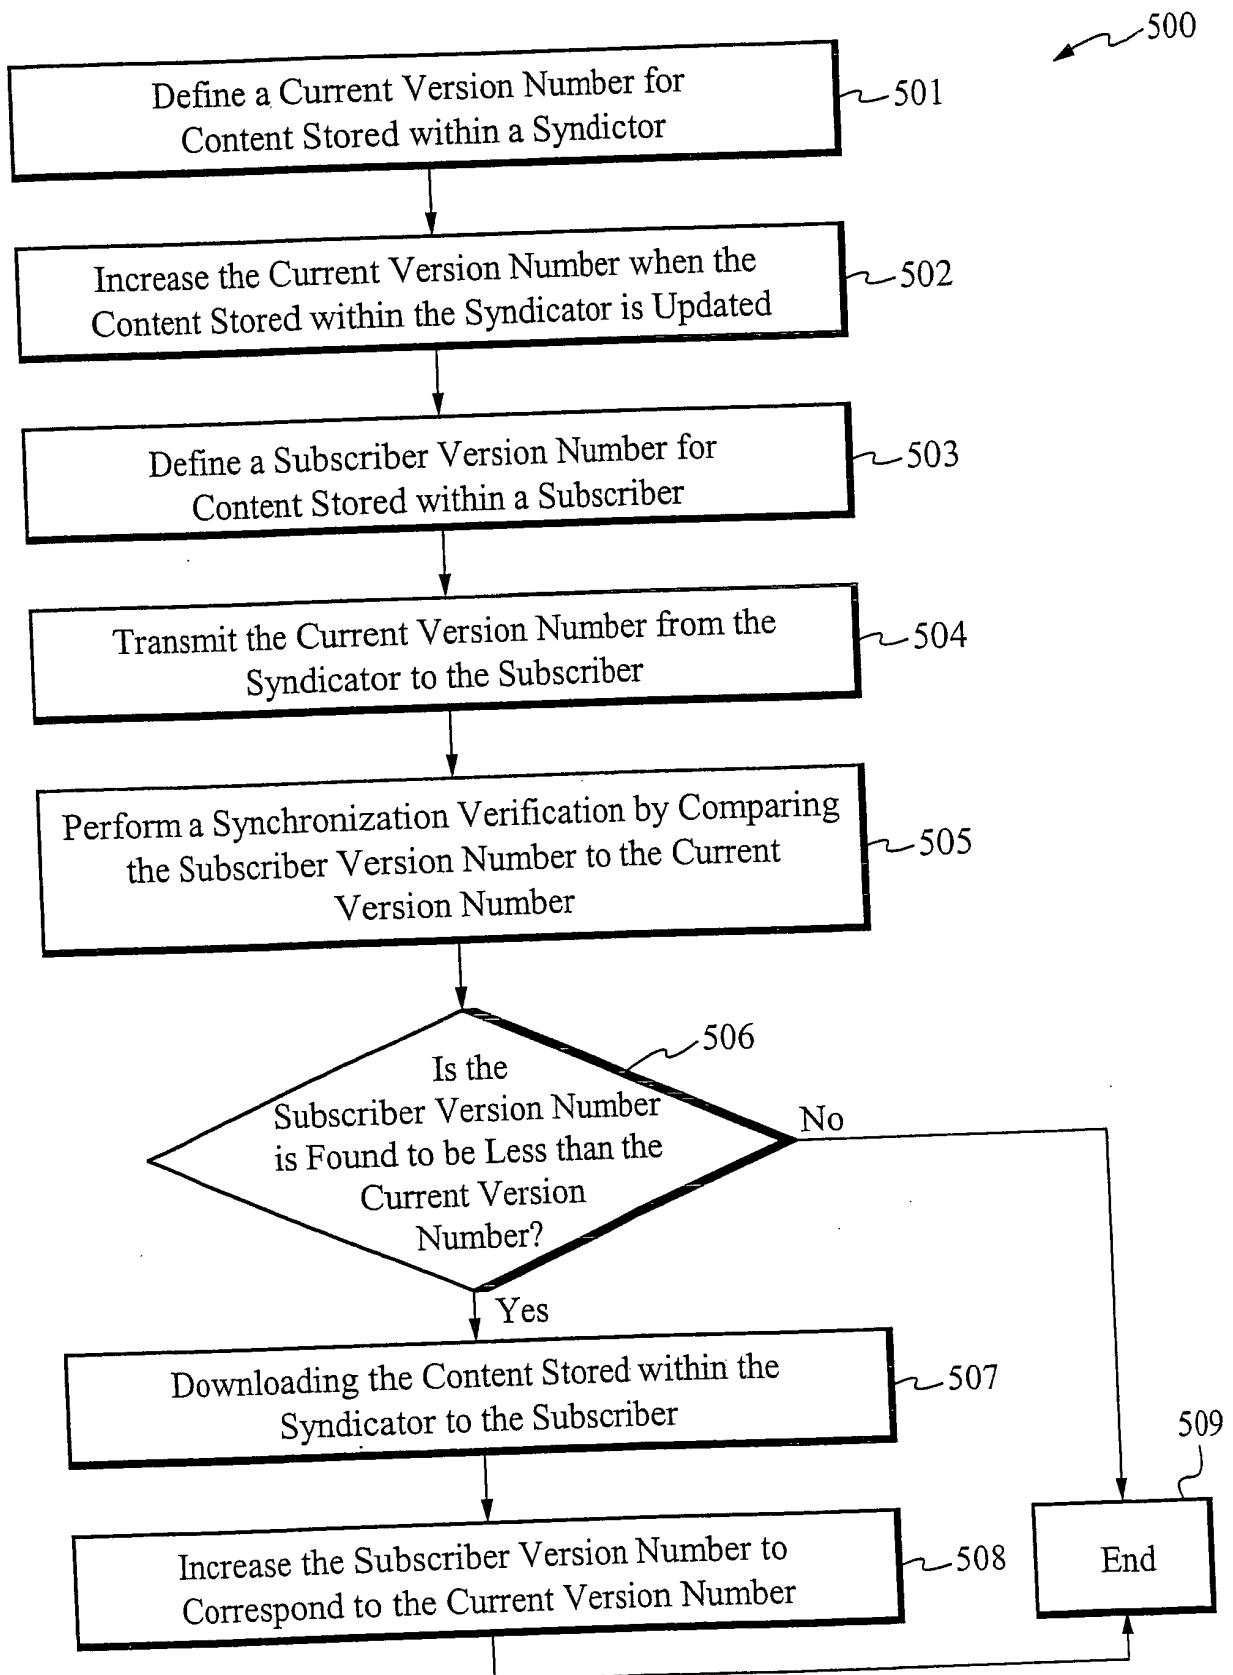 500
Define a Current Version Number for
Content Stored within a Syndictor
501
Increase the Current Version Number when the
Content Stored within the Syndicator is Updated
502
Define a Subscriber Version Number for
Content Stored within a Subscriber
503
Transmit the Current Version Number from the
Syndicator to the Subscriber
504
Perform a Synchronization Verification by Comparing
the Subscriber Version Number to the Current
Version Number
505
506
Is the
Subscriber Version Number
is Found to be Less than the
Current Version
Number?
No
Yes
Downloading the Content Stored within the
Syndicator to the Subscriber
507
509
Increase the Subscriber Version Number to
Correspond to the Current Version Number
508
End